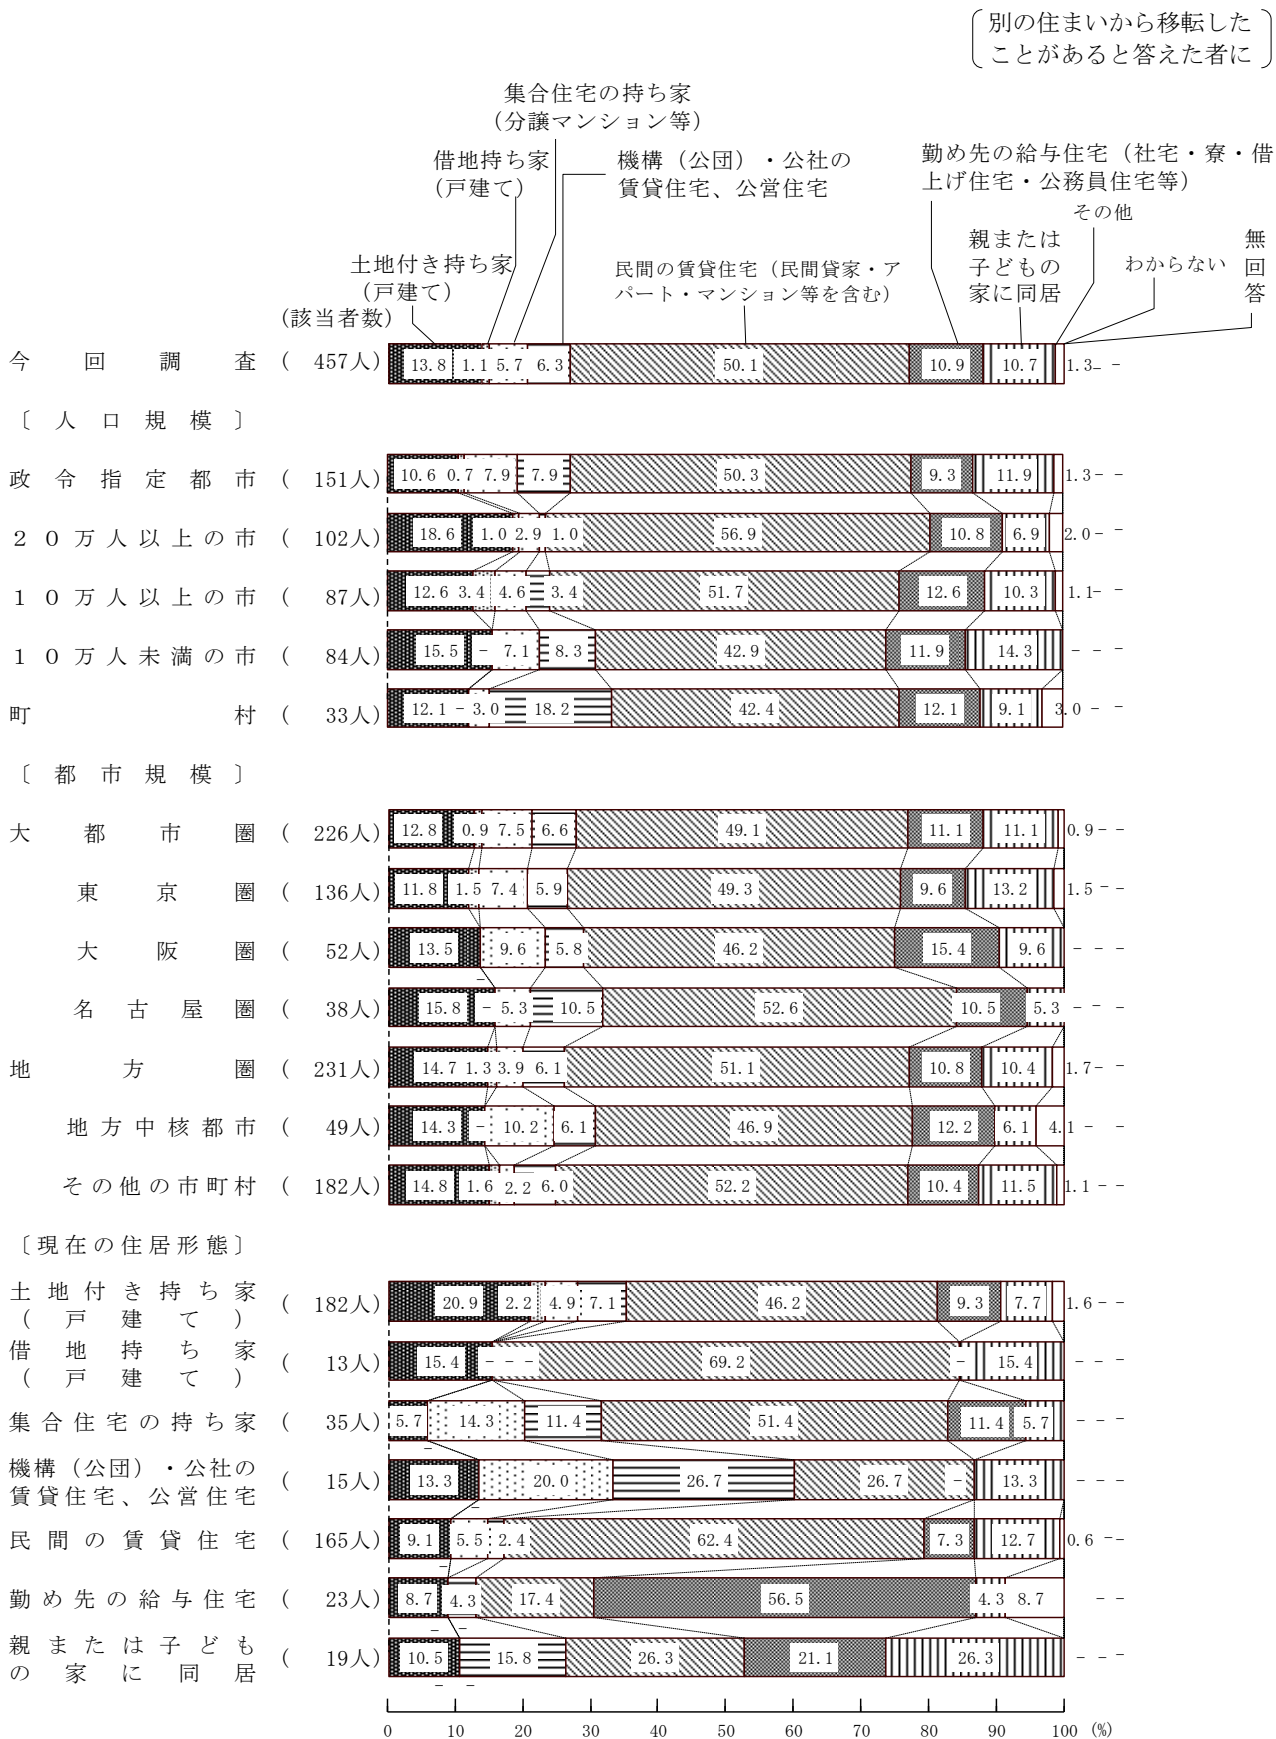 別の住まいから移転した
ことがあると答えた者に
集合住宅の持ち家
(分譲マンション等)
借地持ち家
(戸建て)
機構（公団）・公社の
賃貸住宅、公営住宅
勤め先の給与住宅（社宅・寮・借
上げ住宅・公務員住宅等）
その他
土地付き持ち家
(戸建て)
民間の賃貸住宅（民間貸家・ア
パート・マンション等を含む）
親または
子どもの
家に同居
わからない
無回答
(該当者数)
今回調査 ( 457人) 13.8 1.1 5.7 6.3 50.1 10.9 10.7 1.3 - -
〔人口規模〕
政令指定都市 ( 151人) 10.6 0.7 7.9 7.9 50.3 9.3 11.9 1.3 - -
２０万人以上の市 ( 102人) 18.6 1.0 2.9 1.0 56.9 10.8 6.9 2.0 - -
１０万人以上の市 ( 87人) 12.6 3.4 4.6 3.4 51.7 12.6 10.3 1.1 - -
１０万人未満の市 ( 84人) 15.5 - 7.1 8.3 42.9 11.9 14.3 - - -
町村 ( 33人) 12.1 - 3.0 18.2 42.4 12.1 9.1 3.0 - -
〔都市規模〕
大都市圏 ( 226人) 12.8 0.9 7.5 6.6 49.1 11.1 11.1 0.9 - -
東京圏 ( 136人) 11.8 1.5 7.4 5.9 49.3 9.6 13.2 1.5 - -
大阪圏 ( 52人) 13.5 9.6 5.8 46.2 15.4 9.6 - - -
-
名古屋圏 ( 38人) 15.8 - 5.3 10.5 52.6 10.5 5.3 - - -
地方圏 ( 231人) 14.7 1.3 3.9 6.1 51.1 10.8 10.4 1.7 - -
地方中核都市 ( 49人) 14.3 - 10.2 6.1 46.9 12.2 6.1 4.1 - -
その他の市町村 ( 182人) 14.8 1.6 2.2 6.0 52.2 10.4 11.5 1.1 - -
〔現在の住居形態〕
土地付き持ち家
(戸建て) ( 182人) 20.9 2.2 4.9 7.1 46.2 9.3 7.7 1.6 - -
借地持ち家
(戸建て) ( 13人) 15.4 - - - 69.2 - 15.4 - - -
集合住宅の持ち家 ( 35人) 5.7 14.3 11.4 51.4 11.4 5.7 - - -
-
機構（公団）・公社の
賃貸住宅、公営住宅 ( 15人) 13.3 20.0 26.7 26.7 - 13.3 - - -
-
民間の賃貸住宅 ( 165人) 9.1 5.5 2.4 62.4 7.3 12.7 0.6 - -
-
勤め先の給与住宅 ( 23人) 8.7 4.3 17.4 56.5 4.3 8.7 - -
- -
親または子ども
の家に同居 ( 19人) 10.5 15.8 26.3 21.1 26.3 - - -
- -
0 10 20 30 40 50 60 70 80 90 100 (%)